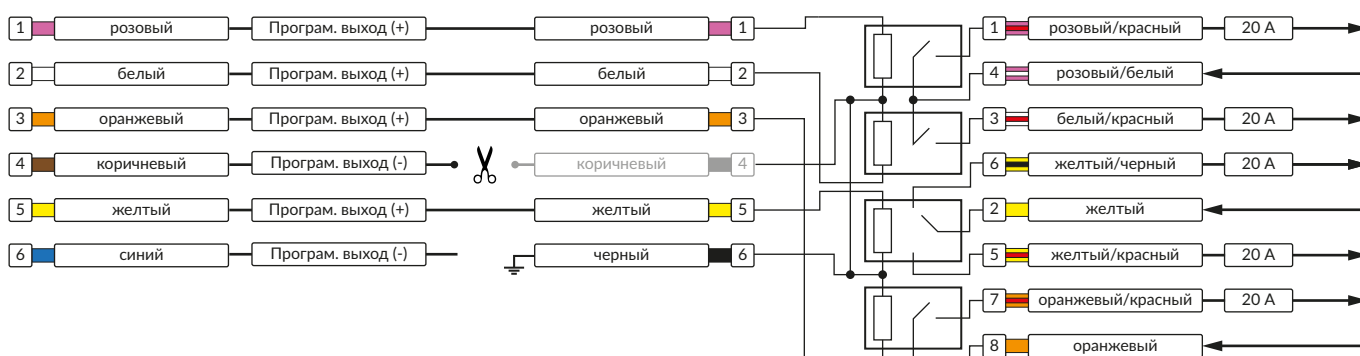 1 розовый Програм. выход (+) розовый 1 1 розовый/красный 20 А
2 белый Програм. выход (+) белый 2 4 розовый/белый
3 оранжевый Програм. выход (+) оранжевый 3 3 белый/красный 20 А
4 коричневый Програм. выход (-) коричневый 4 6 желтый/черный 20 А
5 желтый Програм. выход (+) желтый 5 2 желтый
6 синий Програм. выход (-) черный 6 5 желтый/красный 20 А
7 оранжевый/красный 20 А
8 оранжевый